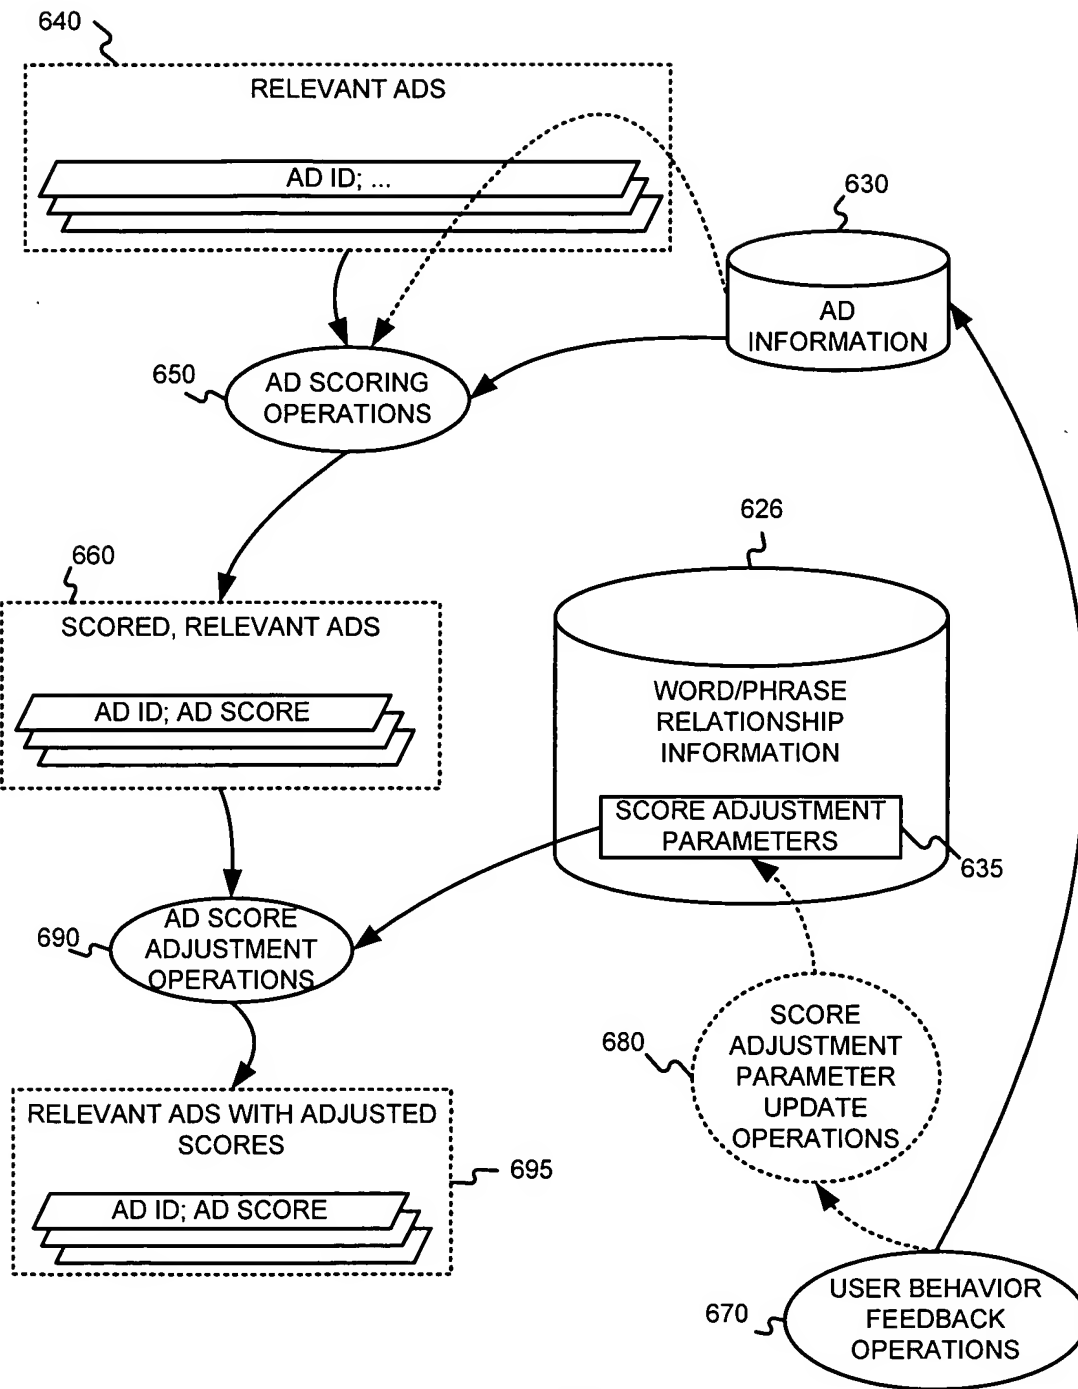 640
RELEVANT ADS
AD ID; ...
630
AD
INFORMATION
650
AD SCORING
OPERATIONS
626
660
SCORED, RELEVANT ADS
AD ID; AD SCORE
WORD/PHRASE
RELATIONSHIP
INFORMATION
SCORE ADJUSTMENT
PARAMETERS
635
690
AD SCORE
ADJUSTMENT
OPERATIONS
680
SCORE
ADJUSTMENT
PARAMETER
UPDATE
OPERATIONS
RELEVANT ADS WITH ADJUSTED
SCORES
695
AD ID; AD SCORE
670
USER BEHAVIOR
FEEDBACK
OPERATIONS